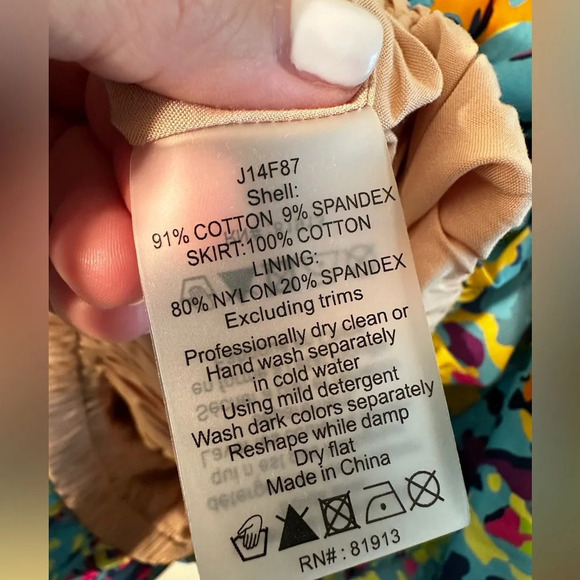 J14F87
Shell:
91% COTTON 9% SPANDEX
SKIRT:100% COTTON
LINING:
80% NYLON 20% SPANDEX
Excluding trims
Professionally dry clean or
Hand wash separately
in cold water
Using mild detergent
Wash dark colors separately
Reshape while damp
Dry flat
Made in China
RN#: 81913